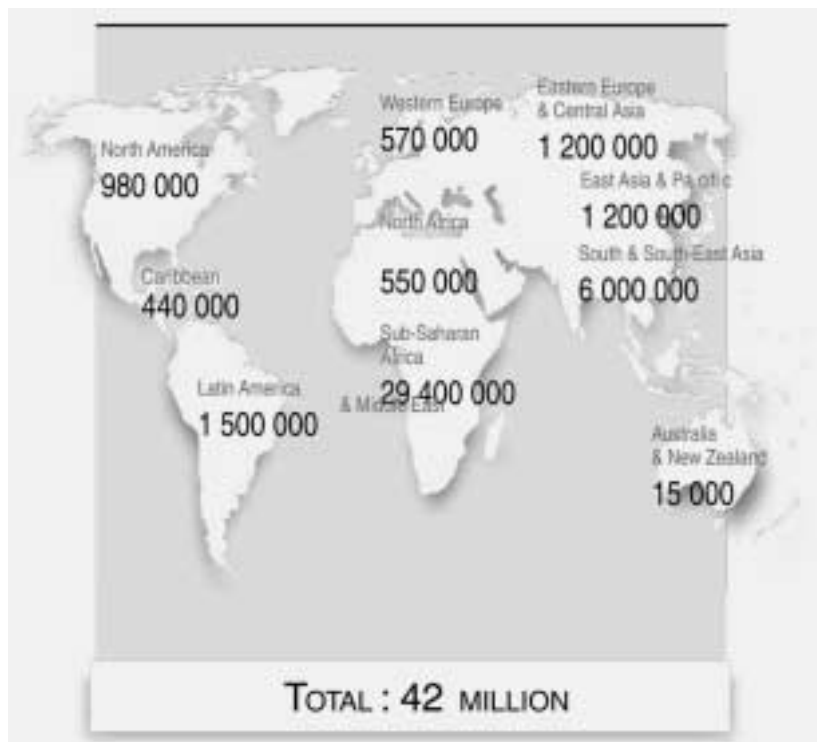 North America
980 000
Caribbean
440 000
Latin America
1 500 000
Western Europe
570 000
North Africa
550 000
Sub-Saharan
Africa
29 400 000
& Middle East
Eastern Europe
& Central Asia
1 200 000
East Asia & Pacific
1 200 000
South & South-East Asia
6 000 000
Australia
& New Zealand
15 000
TOTAL : 42 MILLION